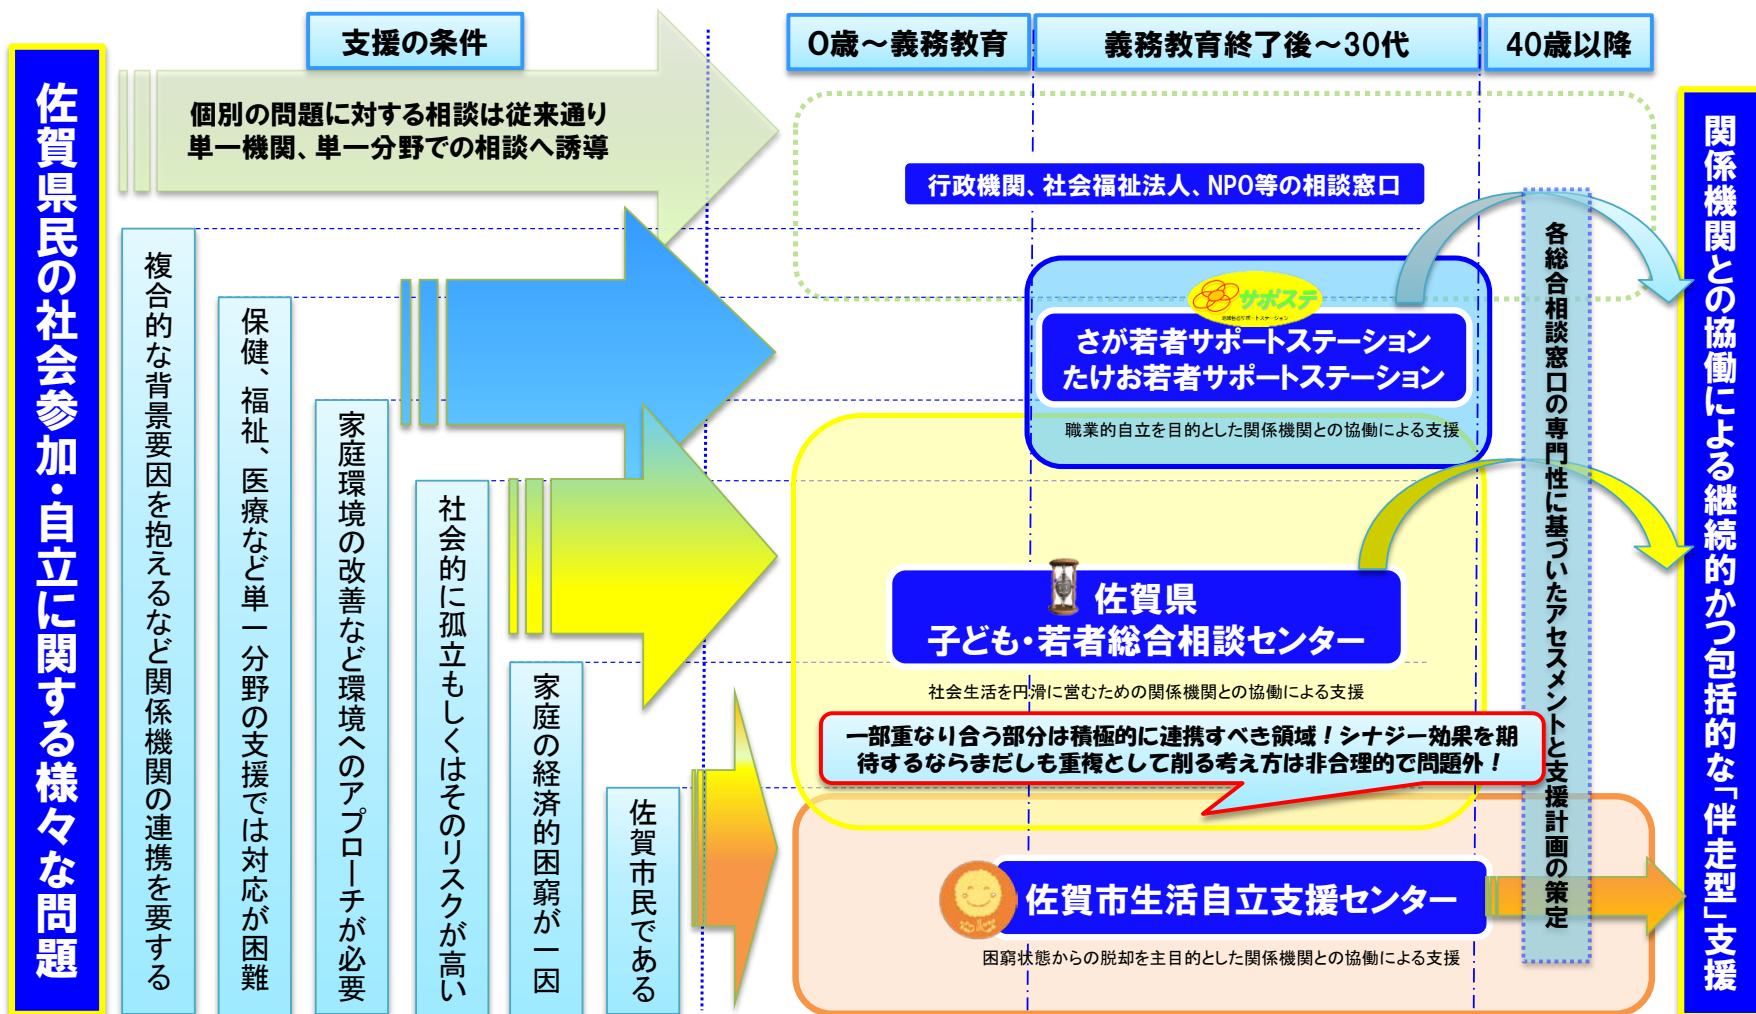 佐賀県民の社会参加・自立に関する様々な問題
支援の条件
0歳～義務教育
義務教育終了後～30代
40歳以降
個別の問題に対する相談は従来通り
単一機関、単一分野での相談へ誘導
複合的な背景要因を抱えるなど関係機関の連携を要する
保健、福祉、医療など単一分野の支援では対応が困難
家庭環境の改善など環境へのアプローチが必要
社会的に孤立もしくはそのリスクが高い
家庭の経済的困窮が一因
佐賀市民である
行政機関、社会福祉法人、NPO等の相談窓口
サポステ
地域若者サポートステーション
さが若者サポートステーション
たけお若者サポートステーション
職業的自立を目的とした関係機関との協働による支援
佐賀県
子ども・若者総合相談センター
社会生活を円滑に営むための関係機関との協働による支援
一部重なり合う部分は積極的に連携すべき領域！シナジー効果を期
待するならまだしも重複として削る考え方は非合理的で問題外！
佐賀市生活自立支援センター
困窮状態からの脱却を主目的とした関係機関との協働による支援
各総合相談窓口の専門性に基づいたアセスメントと支援計画の策定
関係機関との協働による継続的かつ包括的な「伴走型」支援